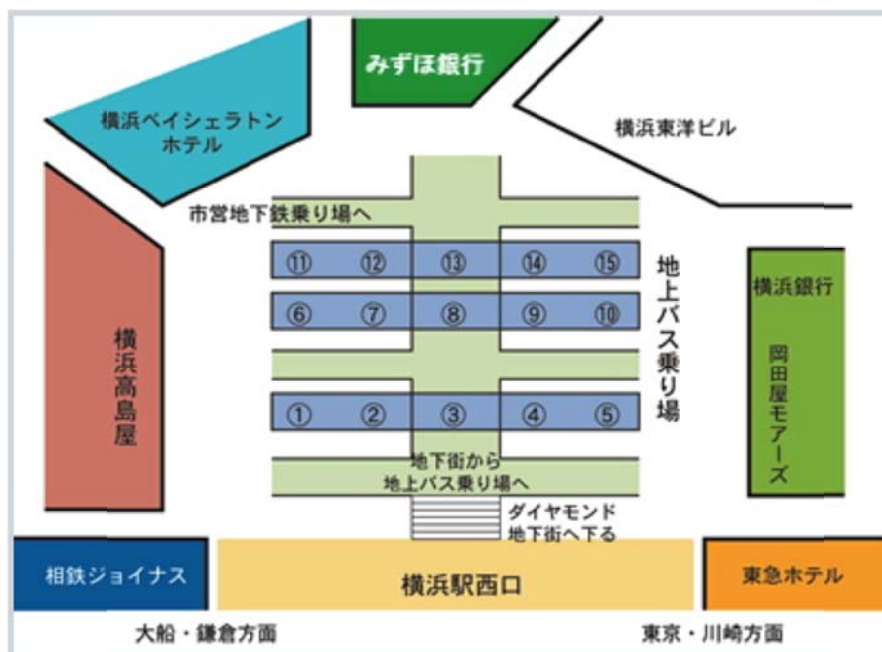 みずほ銀行
横浜ベイシェラトン
ホテル
横浜東洋ビル
市営地下鉄乗り場へ
⑪ ⑫ ⑬ ⑭ ⑮
⑥ ⑦ ⑧ ⑨ ⑩
① ② ③ ④ ⑤
地上バス乗り場
横浜銀行
岡田屋モアーズ
横浜高島屋
地下街から
地上バス乗り場へ
ダイヤモンド
地下街へ下る
相鉄ジョイナス
横浜駅西口
東急ホテル
大船・鎌倉方面
東京・川崎方面